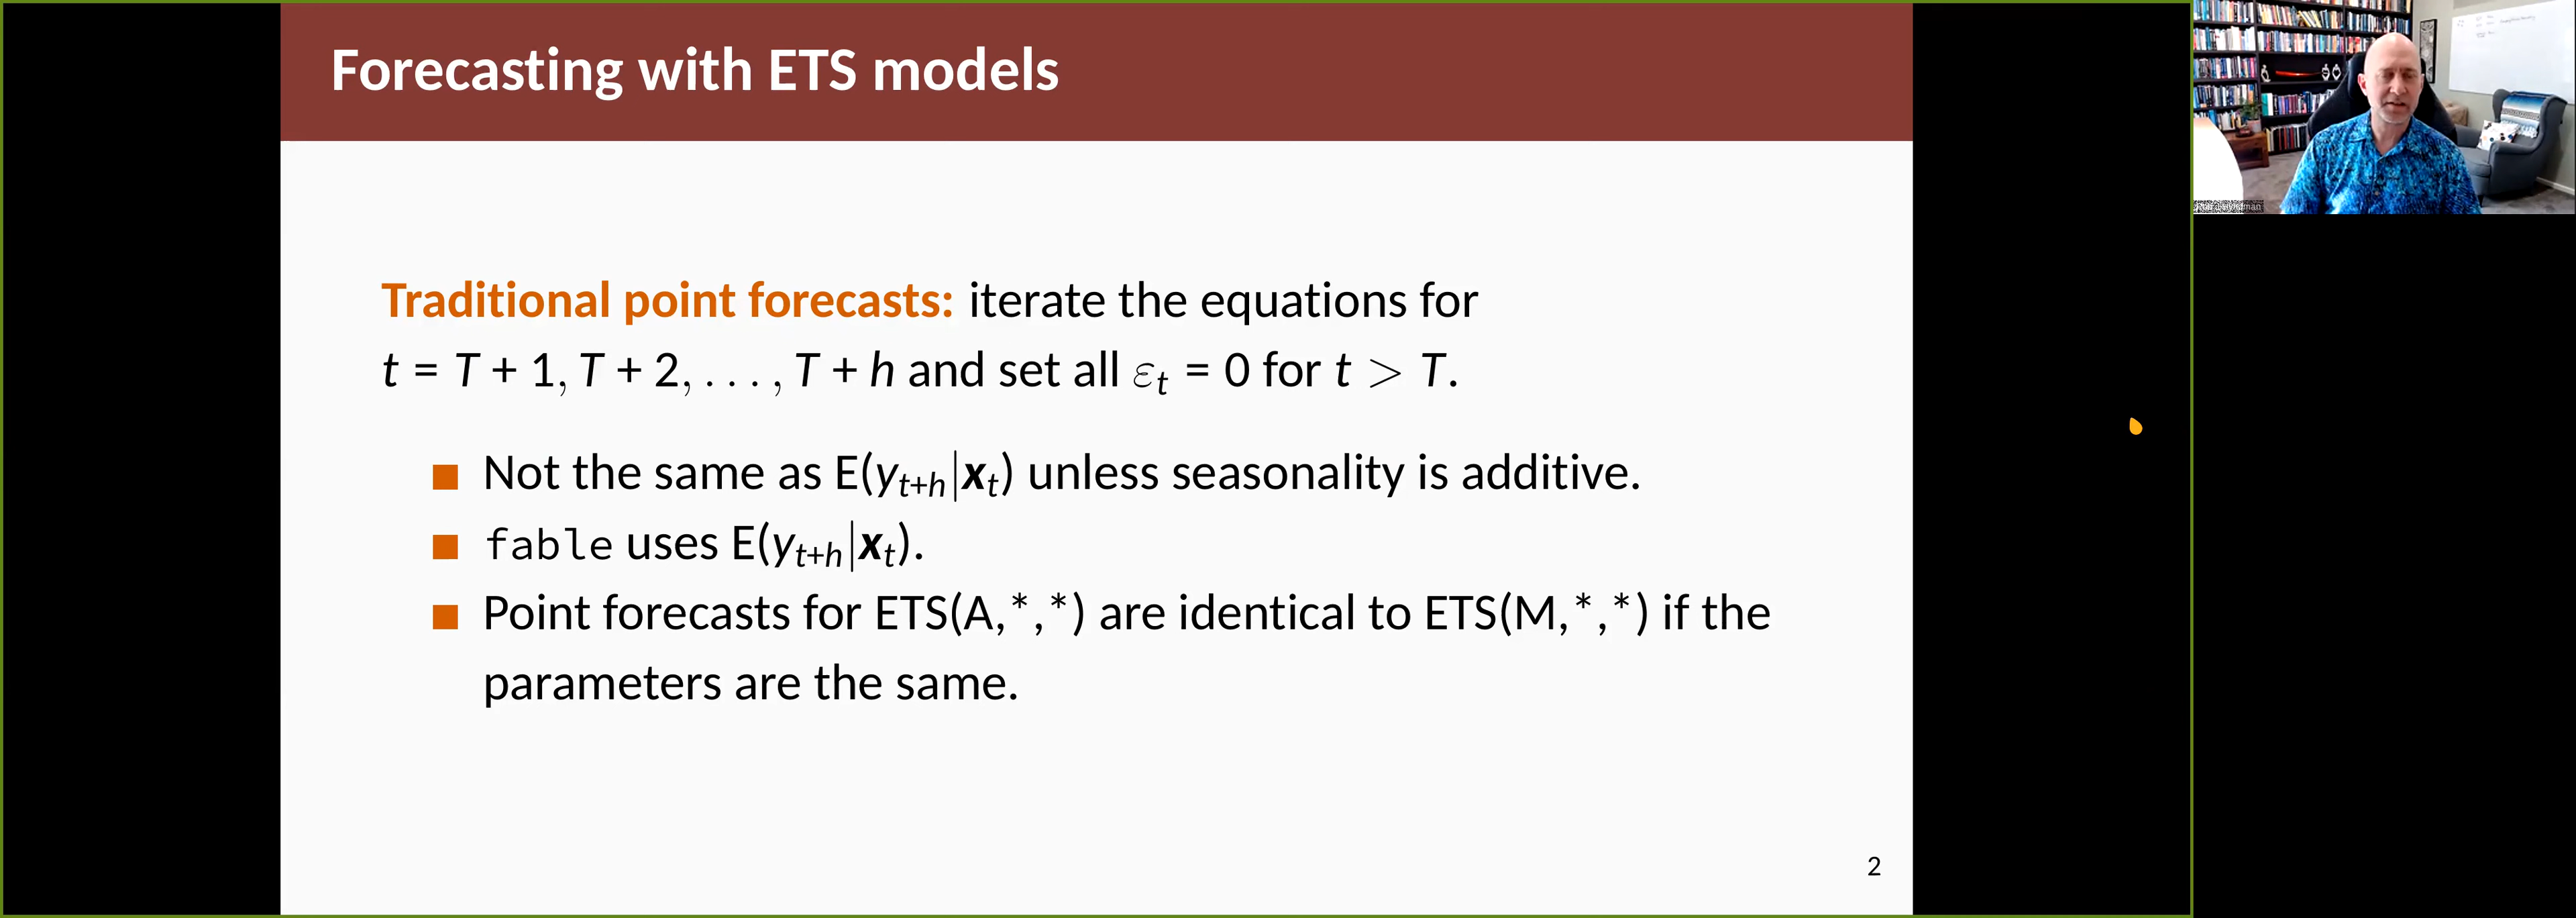 Forecasting with ETS models
Traditional point forecasts: iterate the equations for
t = T + 1, T + 2, . . . , T + h and set all εt = 0 for t > T.
■ Not the same as E(yt+h|xt) unless seasonality is additive.
■ fable uses E(yt+h|xt).
■ Point forecasts for ETS(A,*,*) are identical to ETS(M,*,*) if the
parameters are the same.
2